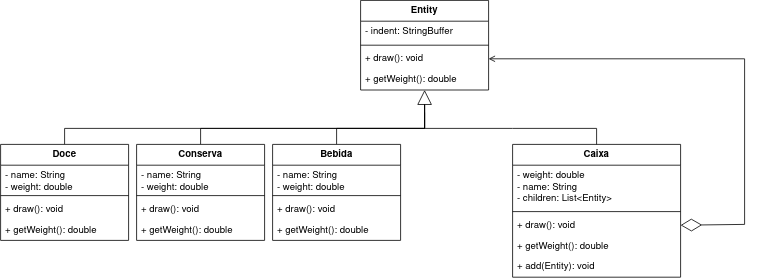 Entity
- indent: StringBuffer
+ draw(): void
+ getWeight(): double
Doce
- name: String
- weight: double
+ draw(): void
+ getWeight(): double
Conserva
- name: String
- weight: double
+ draw(): void
+ getWeight(): double
Bebida
- name: String
- weight: double
+ draw(): void
+ getWeight(): double
Caixa
- weight: double
- name: String
- children: List<Entity>
+ draw(): void
+ getWeight(): double
+ add(Entity): void